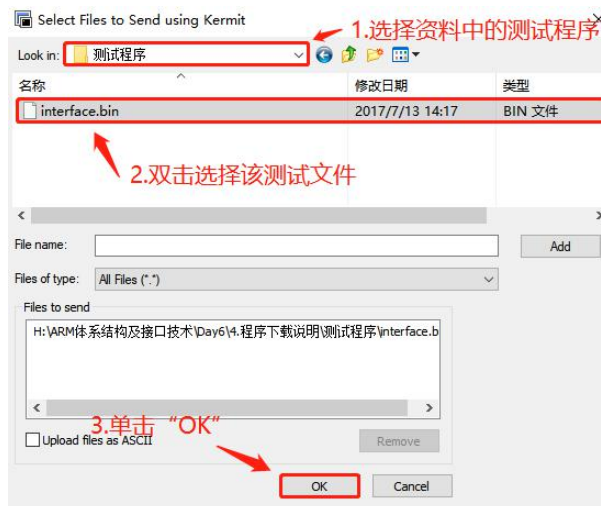 Select Files to Send using Kermit
1.选择资料中的测试程序
Look in: 测试程序
名称 修改日期 类型
interface.bin 2017/7/13 14:17 BIN 文件
2.双击选择该测试文件
File name: Add
Files of type: All Files (*.*)
Files to send
H:\ARM体系结构及接口技术\Day6\4.程序下载说明\测试程序\interface.b
3.单击“OK”
Upload files as ASCII Remove
OK Cancel